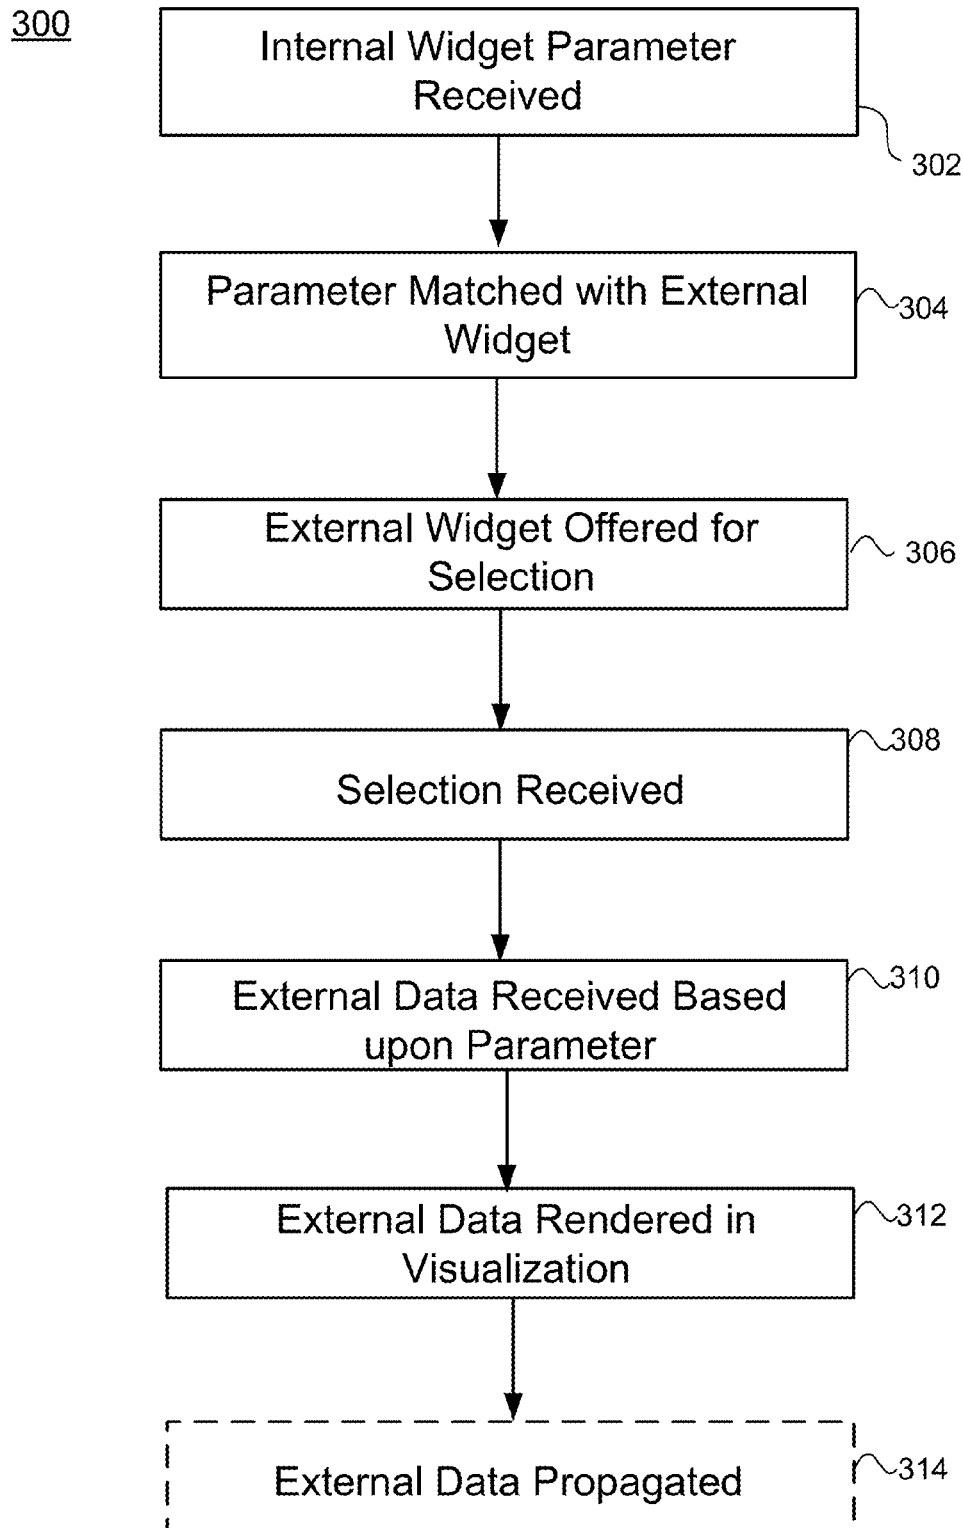 300
Internal Widget Parameter
Received
302
Parameter Matched with External
Widget
304
External Widget Offered for
Selection
306
Selection Received
308
External Data Received Based
upon Parameter
310
External Data Rendered in
Visualization
312
External Data Propagated
314